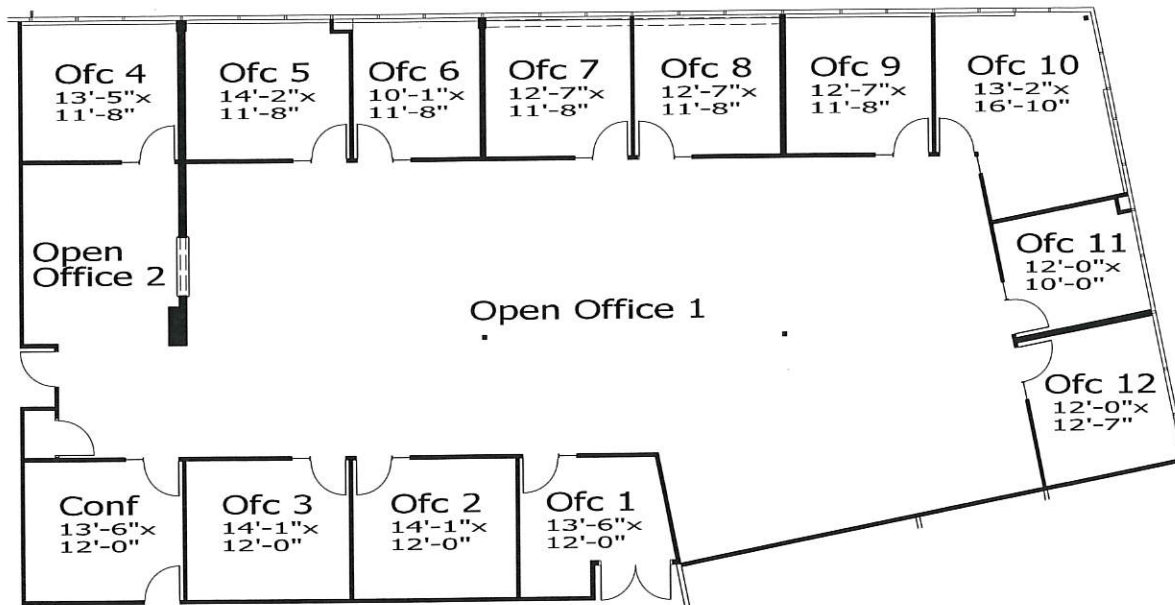 Ofc 4
13'-5"x
11'-8"
Ofc 5
14'-2"x
11'-8"
Ofc 6
10'-1"x
11'-8"
Ofc 7
12'-7"x
11'-8"
Ofc 8
12'-7"x
11'-8"
Ofc 9
12'-7"x
11'-8"
Ofc 10
13'-2"x
16'-10"
Open
Office 2
Open Office 1
Ofc 11
12'-0"x
10'-0"
Ofc 12
12'-0"x
12'-7"
Conf
13'-6"x
12'-0"
Ofc 3
14'-1"x
12'-0"
Ofc 2
14'-1"x
12'-0"
Ofc 1
13'-6"x
12'-0"